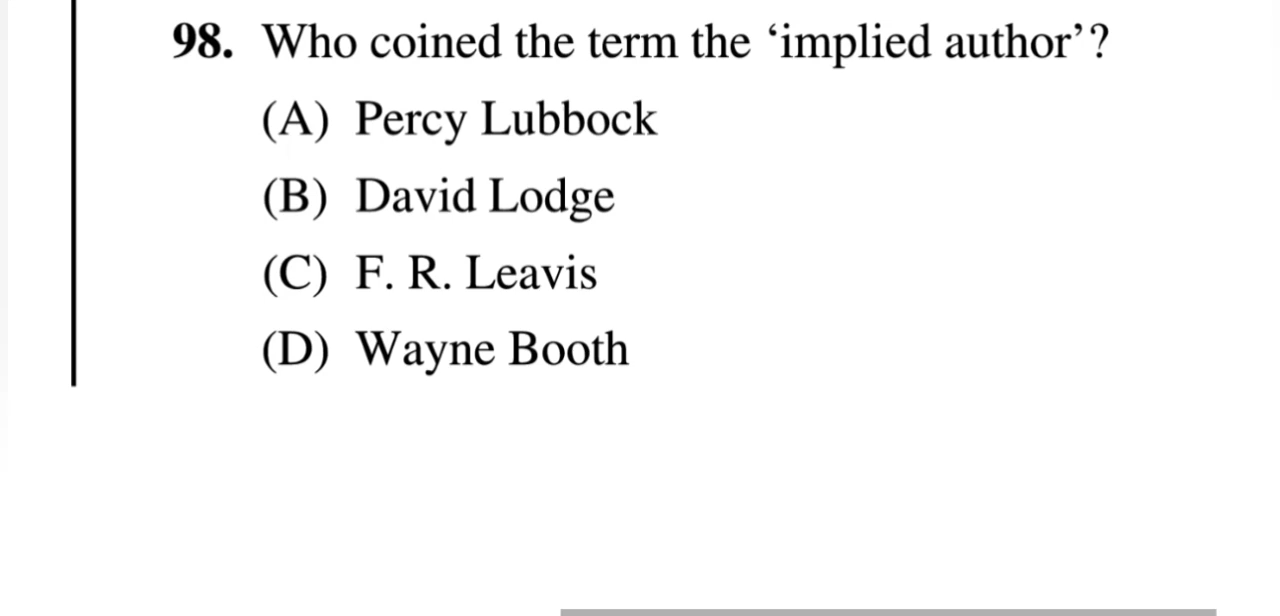 98. Who coined the term the ‘implied author’?
(A) Percy Lubbock
(B) David Lodge
(C) F. R. Leavis
(D) Wayne Booth